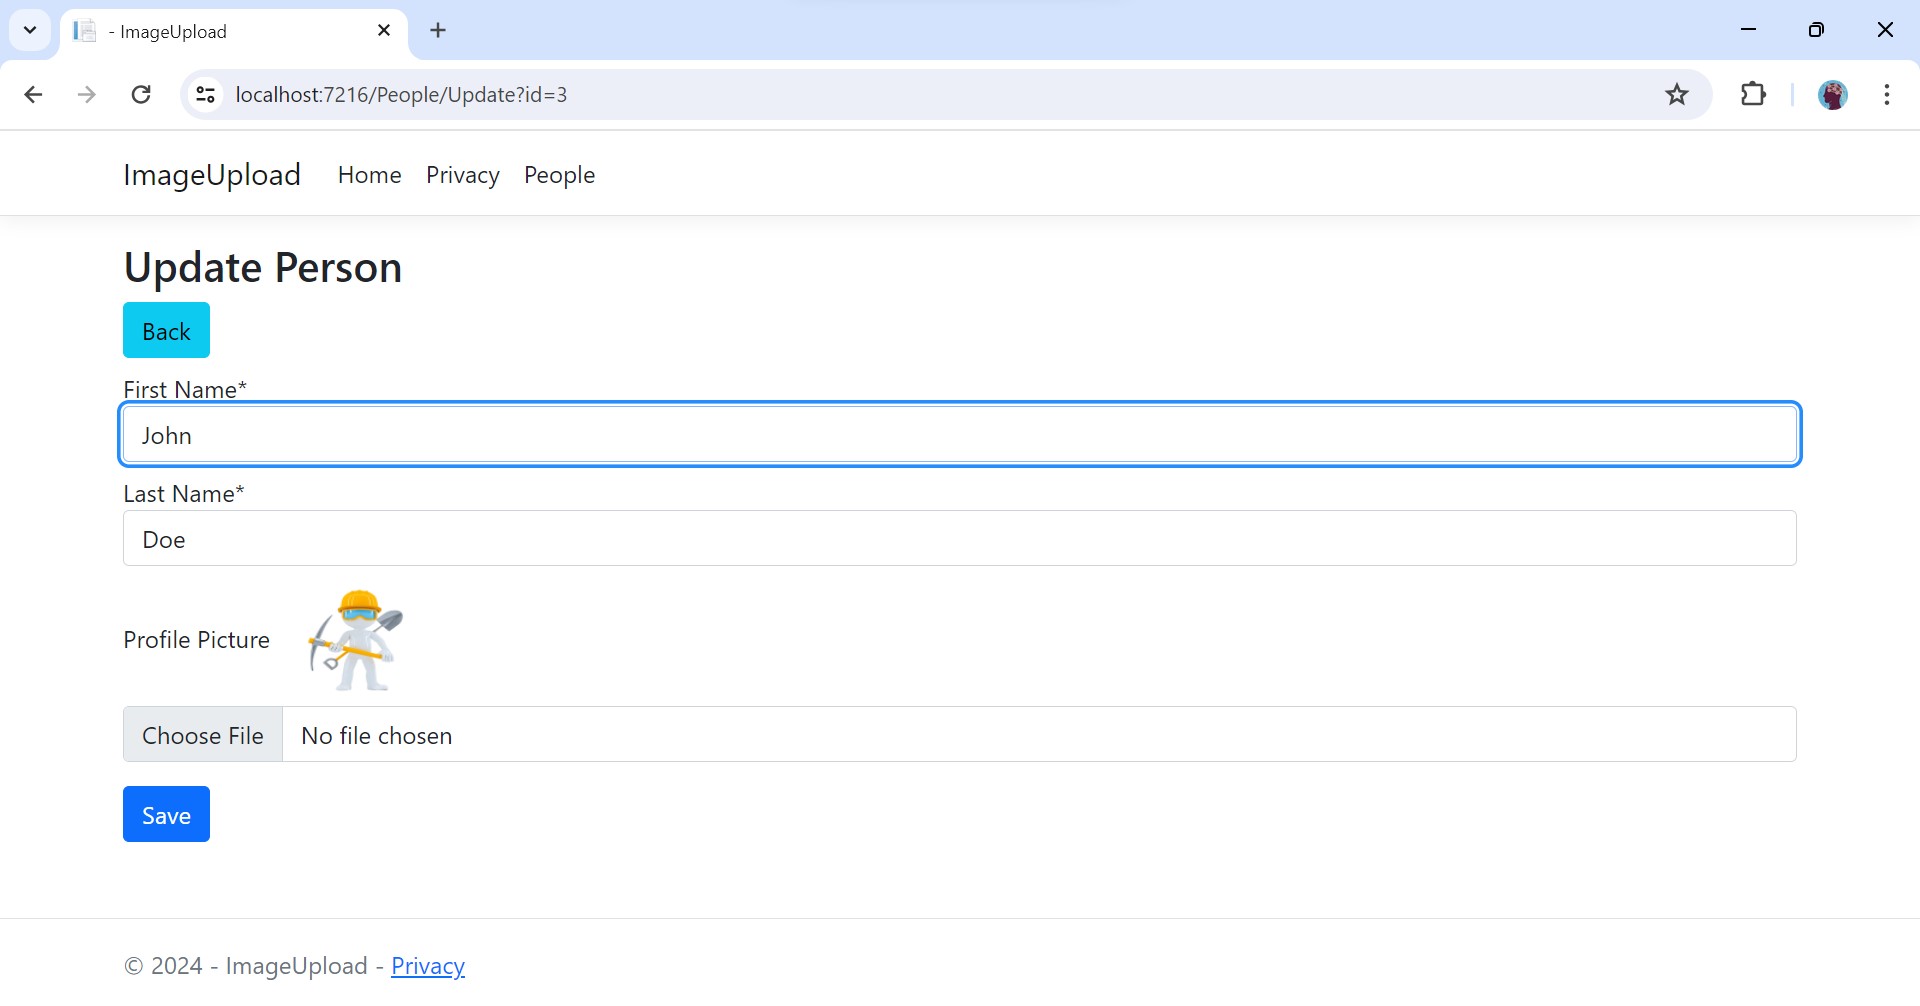 - ImageUpload
localhost:7216/People/Update?id=3
ImageUpload Home Privacy People
Update Person
Back
First Name*
John
Last Name*
Doe
Profile Picture
Choose File No file chosen
Save
© 2024 - ImageUpload - Privacy